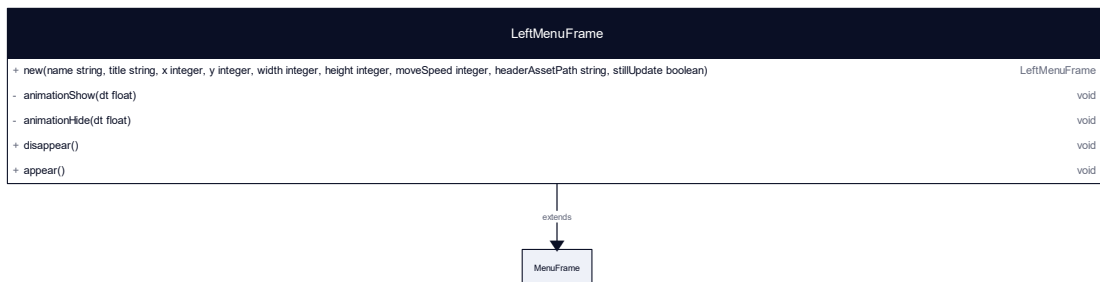 LeftMenuFrame
+ new(name string, title string, x integer, y integer, width integer, height integer, moveSpeed integer, headerAssetPath string, stillUpdate boolean) LeftMenuFrame
- animationShow(dt float) void
- animationHide(dt float) void
+ disappear() void
+ appear() void
extends
MenuFrame